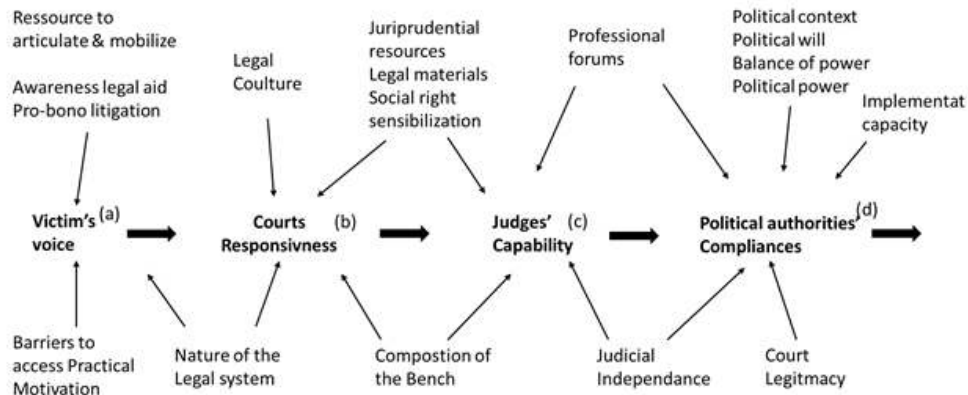 Ressource to
articulate & mobilize
Awareness legal aid
Pro-bono litigation
Legal
Coulture
Juriprudential
resources
Legal materials
Social right
sensibilization
Professional
forums
Political context
Political will
Balance of power
Political power
Implementat
capacity
Victim's (a)
voice
Courts (b)
Responsivness
Judges' (c)
Capability
Political authorities' (d)
Compliances
Barriers to
access Practical
Motivation
Nature of the
Legal system
Compostion of
the Bench
Judicial
Independance
Court
Legitmacy